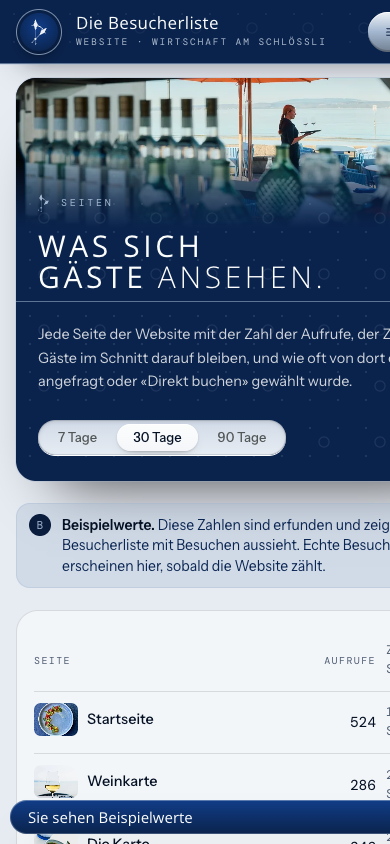 Die Besucherliste
WEBSITE · WIRTSCHAFT AM SCHLÖSSLI
SEITEN
WAS SICH
GÄSTE ANSEHEN.
Jede Seite der Website mit der Zahl der Aufrufe, der
Gäste im Schnitt darauf bleiben, und wie oft von dort
angefragt oder «Direkt buchen» gewählt wurde.
7 Tage 30 Tage 90 Tage
B Beispielwerte. Diese Zahlen sind erfunden und
Besucherliste mit Besuchen aussieht. Echte
erscheinen hier, sobald die Website zählt.
SEITE AUFRUFE
Startseite 524
Weinkarte 286
Sie sehen Beispielwerte